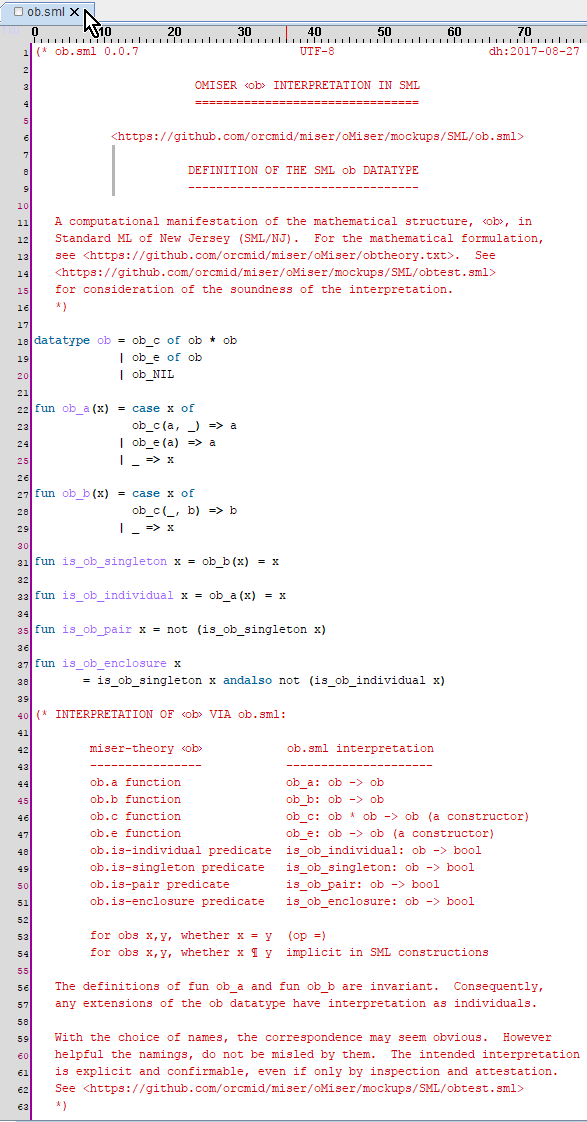 ob.sml
0 10 20 30 40 50 60 70
1 (* ob.sml 0.0.7 UTF-8 dh:2017-08-27
2
3 OMISER ‹ob› INTERPRETATION IN SML
4 ================================
5
6 <https://github.com/orcmid/miser/oMiser/mockups/SML/ob.sml>
7
8 DEFINITION OF THE SML ob DATATYPE
9 ---------------------------------
10
11 A computational manifestation of the mathematical structure, ‹ob›, in
12 Standard ML of New Jersey (SML/NJ). For the mathematical formulation,
13 see <https://github.com/orcmid/miser/oMiser/obtheory.txt>. See
14 <https://github.com/orcmid/miser/oMiser/mockups/SML/obtest.sml>
15 for consideration of the soundness of the interpretation.
16 *)
17
18 datatype ob = ob_c of ob * ob
19 | ob_e of ob
20 | ob_NIL
21
22 fun ob_a(x) = case x of
23 ob_c(a, _) => a
24 | ob_e(a) => a
25 | _ => x
26
27 fun ob_b(x) = case x of
28 ob_c(_, b) => b
29 | _ => x
30
31 fun is_ob_singleton x = ob_b(x) = x
32
33 fun is_ob_individual x = ob_a(x) = x
34
35 fun is_ob_pair x = not (is_ob_singleton x)
36
37 fun is_ob_enclosure x
38 = is_ob_singleton x andalso not (is_ob_individual x)
39
40 (* INTERPRETATION OF ‹ob› VIA ob.sml:
41
42 miser-theory ‹ob› ob.sml interpretation
43 ---------------- ---------------------
44 ob.a function ob_a: ob -> ob
45 ob.b function ob_b: ob -> ob
46 ob.c function ob_c: ob * ob -> ob (a constructor)
47 ob.e function ob_e: ob -> ob (a constructor)
48 ob.is-individual predicate is_ob_individual: ob -> bool
49 ob.is-singleton predicate is_ob_singleton: ob -> bool
50 ob.is-pair predicate is_ob_pair: ob -> bool
51 ob.is-enclosure predicate is_ob_enclosure: ob -> bool
52
53 for obs x,y, whether x = y (op =)
54 for obs x,y, whether x ¶ y implicit in SML constructions
55
56 The definitions of fun ob_a and fun ob_b are invariant. Consequently,
57 any extensions of the ob datatype have interpretation as individuals.
58
59 With the choice of names, the correspondence may seem obvious. However
60 helpful the namings, do not be misled by them. The intended interpretation
61 is explicit and confirmable, even if only by inspection and attestation.
62 See <https://github.com/orcmid/miser/oMiser/mockups/SML/obtest.sml>
63 *)